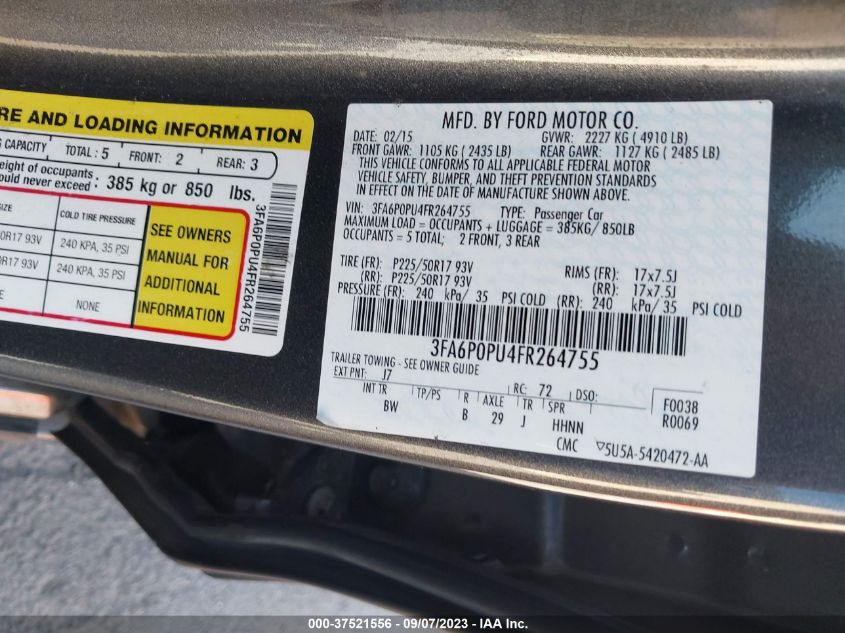 RE AND LOADING INFORMATION
G CAPACITY TOTAL : 5 FRONT: 2 REAR: 3
eight of occupants
ould never exceed : 385 kg or 850 lbs.
SIZE COLD TIRE PRESSURE
50R17 93V 240 KPA, 35 PSI
0R17 93V 240 KPA, 35 PSI
E NONE
SEE OWNERS
MANUAL FOR
ADDITIONAL
INFORMATION
3FA6P0PU4FR264755
MFD. BY FORD MOTOR CO.
DATE: 02/15 GVWR: 2227 KG ( 4910 LB)
FRONT GAWR: 1105 KG ( 2435 LB) REAR GAWR: 1127 KG ( 2485 LB)
THIS VEHICLE CONFORMS TO ALL APPLICABLE FEDERAL MOTOR
VEHICLE SAFETY, BUMPER, AND THEFT PREVENTION STANDARDS
IN EFFECT ON THE DATE OF MANUFACTURE SHOWN ABOVE.
VIN: 3FA6P0PU4FR264755 TYPE: Passenger Car
MAXIMUM LOAD = OCCUPANTS + LUGGAGE = 385KG/ 850LB
OCCUPANTS = 5 TOTAL; 2 FRONT, 3 REAR
TIRE (FR): P225/50R17 93V RIMS (FR): 17x7.5J
(RR): P225/50R17 93V (RR): 17x7.5J
PRESSURE (FR): 240 kPa/ 35 PSI COLD (RR): 240 kPa/ 35 PSI COLD
3FA6P0PU4FR264755
TRAILER TOWING - SEE OWNER GUIDE
EXT PNT: J7 RC: 72 DSO: F0038
INT TR TP/PS R AXLE TR SPR R0069
BW B 29 J HHNN
CMC ▽5U5A-5420472-AA
000-37521556 - 09/07/2023 - IAA Inc.